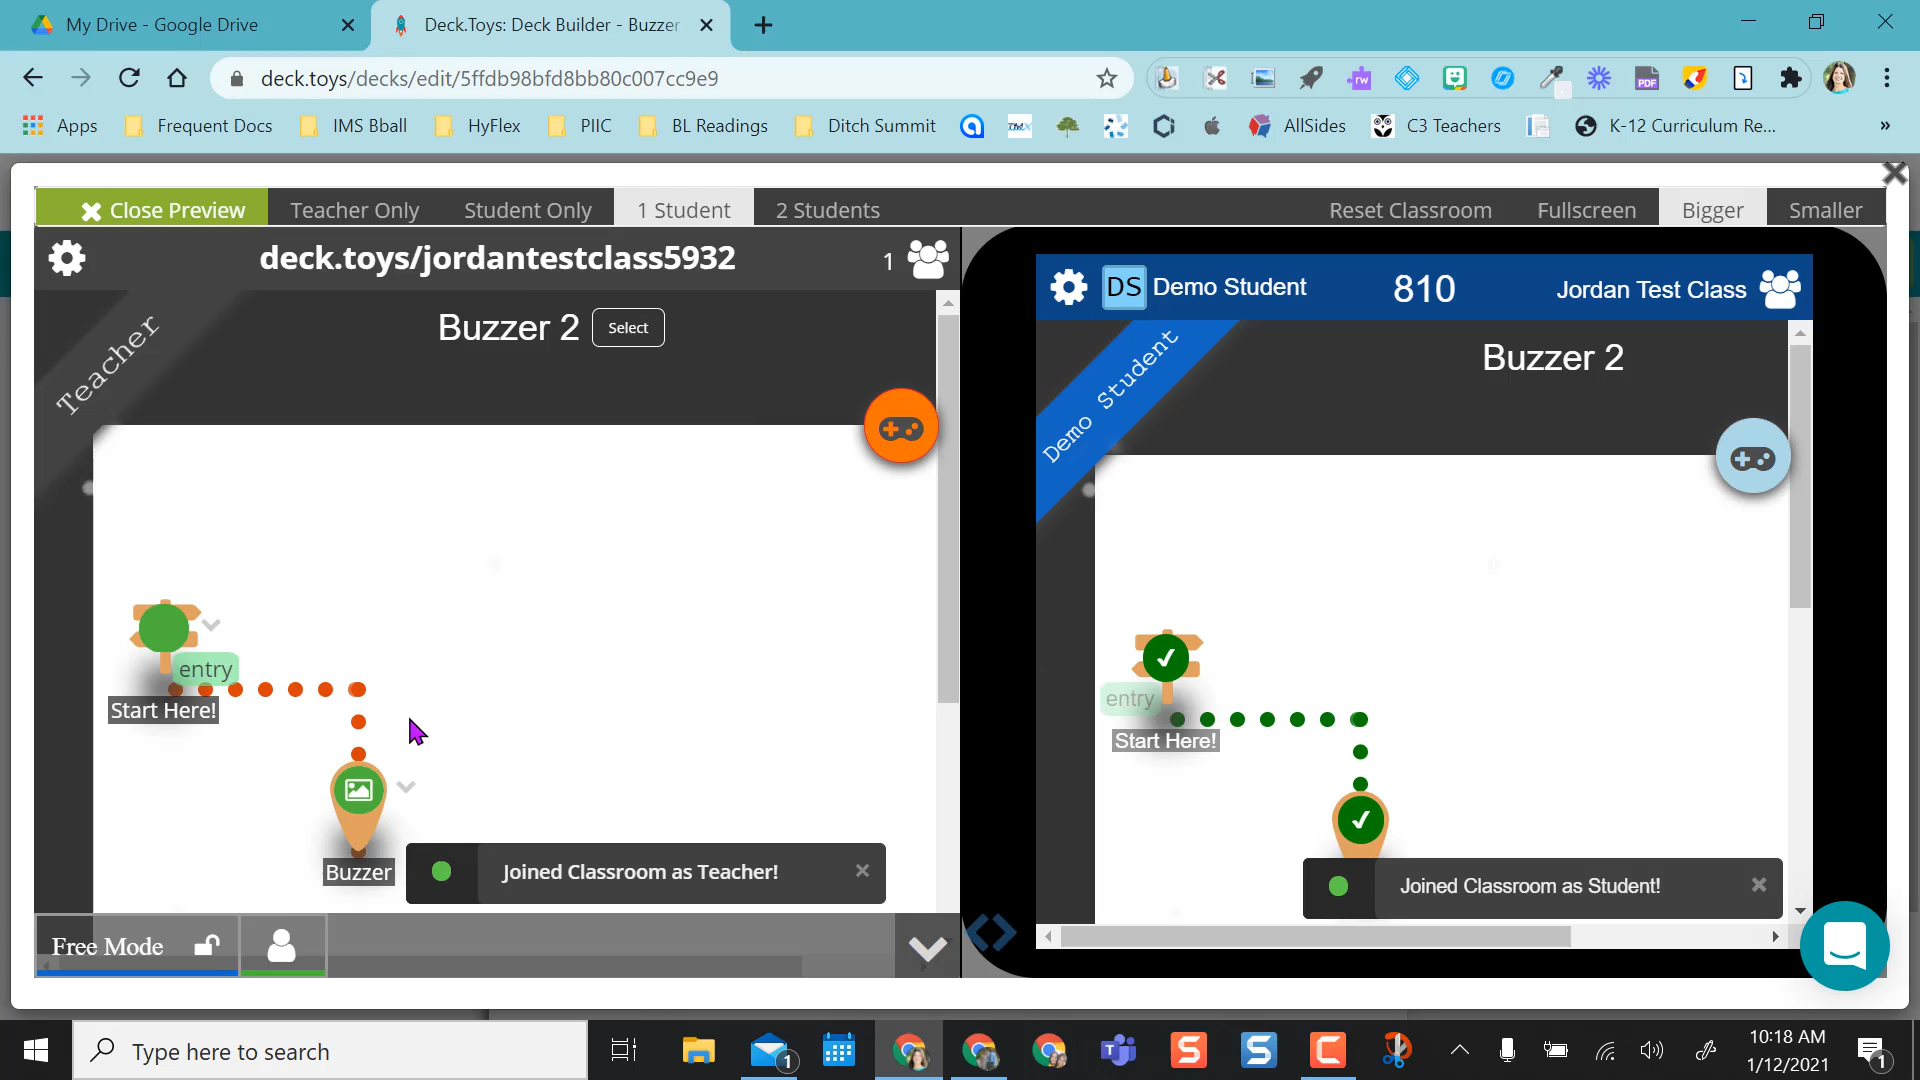 My Drive - Google Drive
Deck.Toys: Deck Builder - Buzzer
deck.toys/decks/edit/5ffdb98bfd8bb80c007cc9e9
rw
PDF
Apps
Frequent Docs
IMS Bball
HyFlex
PIIC
BL Readings
Ditch Summit
AllSides
C3 Teachers
K-12 Curriculum Re...
»
Close Preview
Teacher Only
Student Only
1 Student
2 Students
Reset Classroom
Fullscreen
Bigger
Smaller
deck.toys/jordantestclass5932
1
Teacher
Buzzer 2
Select
entry
Start Here!
Buzzer
Joined Classroom as Teacher!
Free Mode
DS
Demo Student
810
Jordan Test Class
Demo Student
Buzzer 2
entry
Start Here!
Joined Classroom as Student!
Type here to search
1
10:18 AM
1/12/2021
1